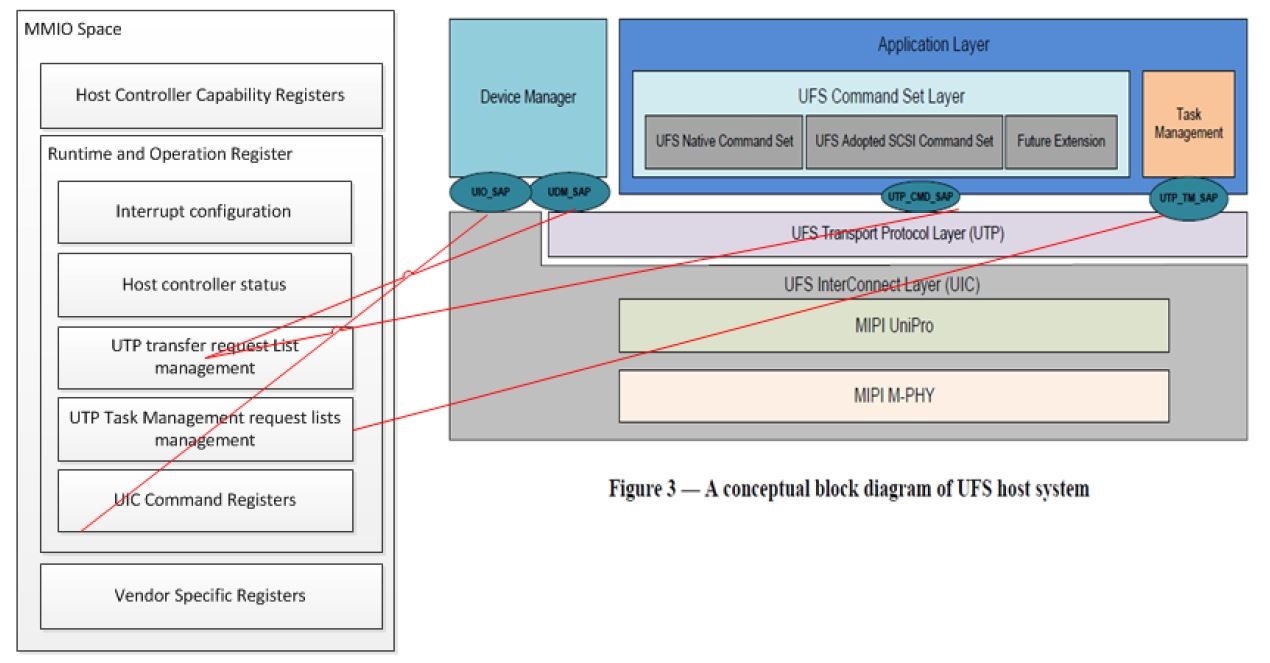 MMIO Space
Host Controller Capability Registers
Runtime and Operation Register
Interrupt configuration
Host controller status
UTP transfer request List
management
UTP Task Management request lists
management
UIC Command Registers
Vendor Specific Registers
Device Manager
Application Layer
UFS Command Set Layer
UFS Native Command Set
UFS Adopted SCSI Command Set
Future Extension
Task
Management
UIO_SAP
UDM_SAP
UTP_CMD_SAP
UTP_TM_SAP
UFS Transport Protocol Layer (UTP)
UFS InterConnect Layer (UIC)
MIPI UniPro
MIPI M-PHY
Figure 3 — A conceptual block diagram of UFS host system